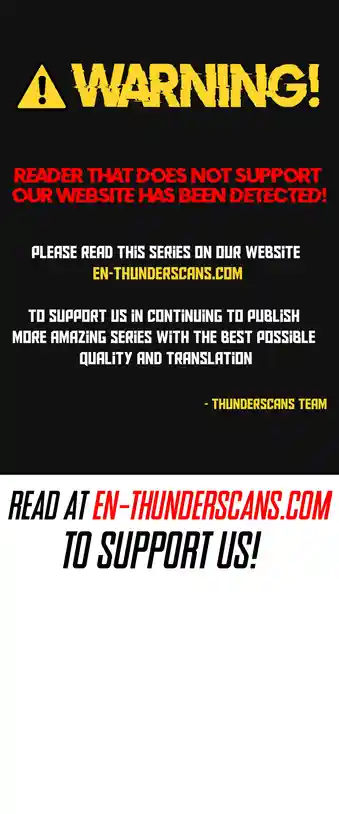 ⚠ WARNING!
READER THAT DOES NOT SUPPORT
OUR WEBSITE HAS BEEN DETECTED!
PLEASE READ THIS SERIES ON OUR WEBSITE
EN-THUNDERSCANS.COM
TO SUPPORT US IN CONTINUING TO PUBLISH
MORE AMAZING SERIES WITH THE BEST POSSIBLE
QUALITY AND TRANSLATION
- THUNDERSCANS TEAM
READ AT EN-THUNDERSCANS.COM
TO SUPPORT US!